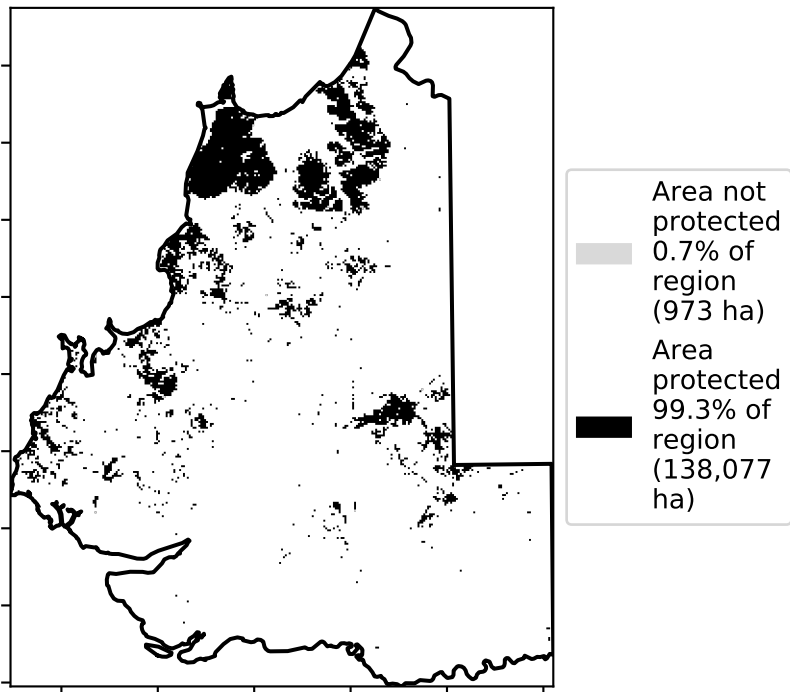 Area not
protected
0.7% of
region
(973 ha)
Area
protected
99.3% of
region
(138,077
ha)